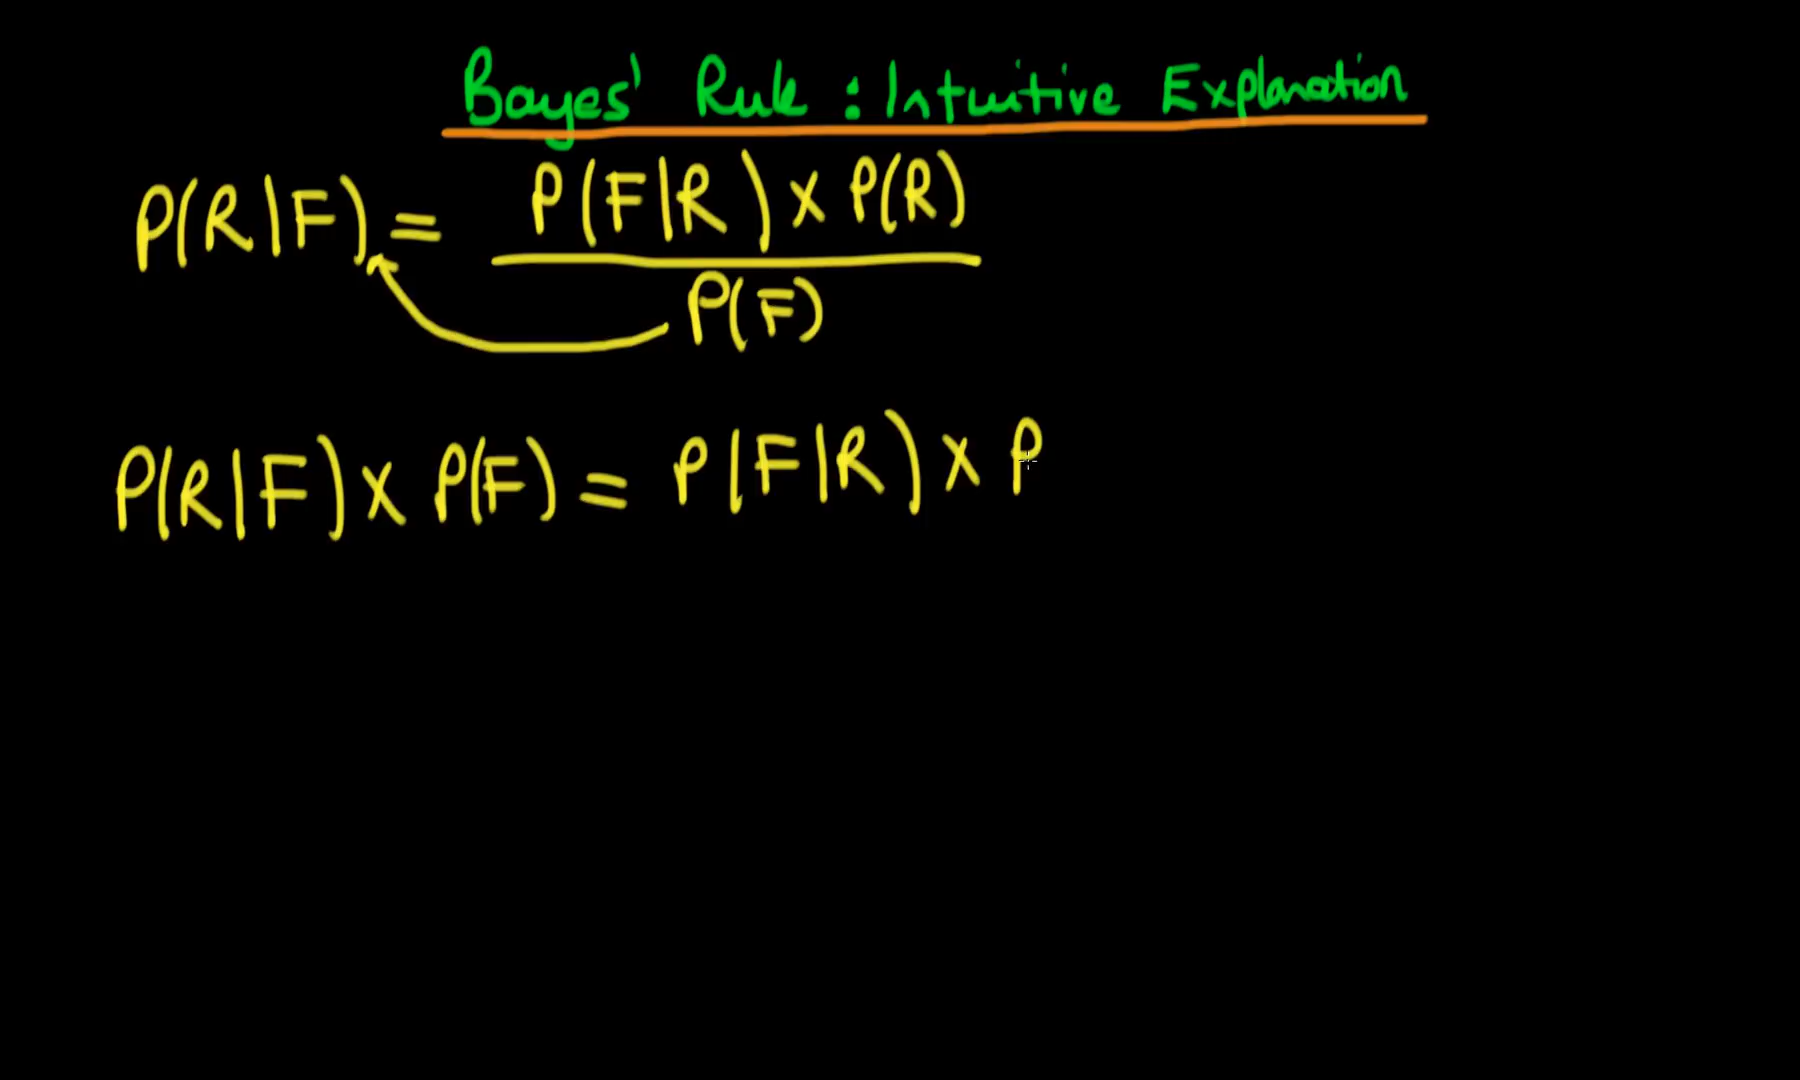 Bayes' Rule : Intuitive Explanation
P(R|F) = P(F|R) x P(R)
P(F)
P(R|F) x P(F) = P(F|R) x P